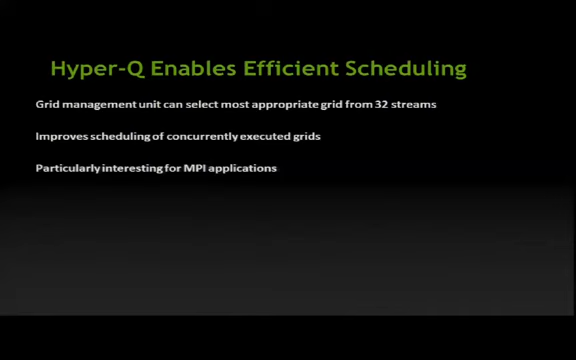 Hyper-Q Enables Efficient Scheduling
Grid management unit can select most appropriate grid from 32 streams
Improves scheduling of concurrently executed grids
Particularly interesting for MPI applications